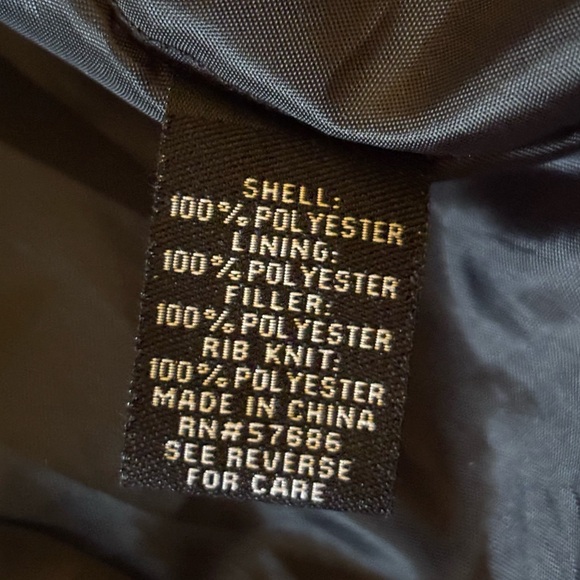 SHELL:
100% POLYESTER
LINING:
100% POLYESTER
FILLER:
100% POLYESTER
RIB KNIT:
100% POLYESTER
MADE IN CHINA
RN#57686
SEE REVERSE
FOR CARE